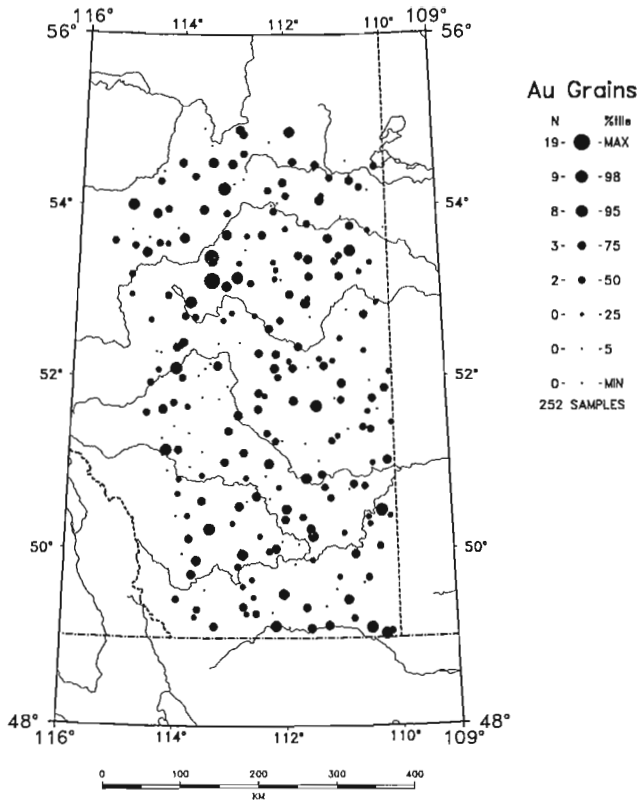 116° 114° 112° 110° 109°
56° 56°
Au Grains
N %ile
19- -MAX
9- -98
8- -95
3- -75
2- -50
0- -25
0- -5
0- -MIN
252 SAMPLES
54° 54°
52° 52°
50° 50°
48° 48°
116° 114° 112° 110° 109°
0 100 200 300 400
KM